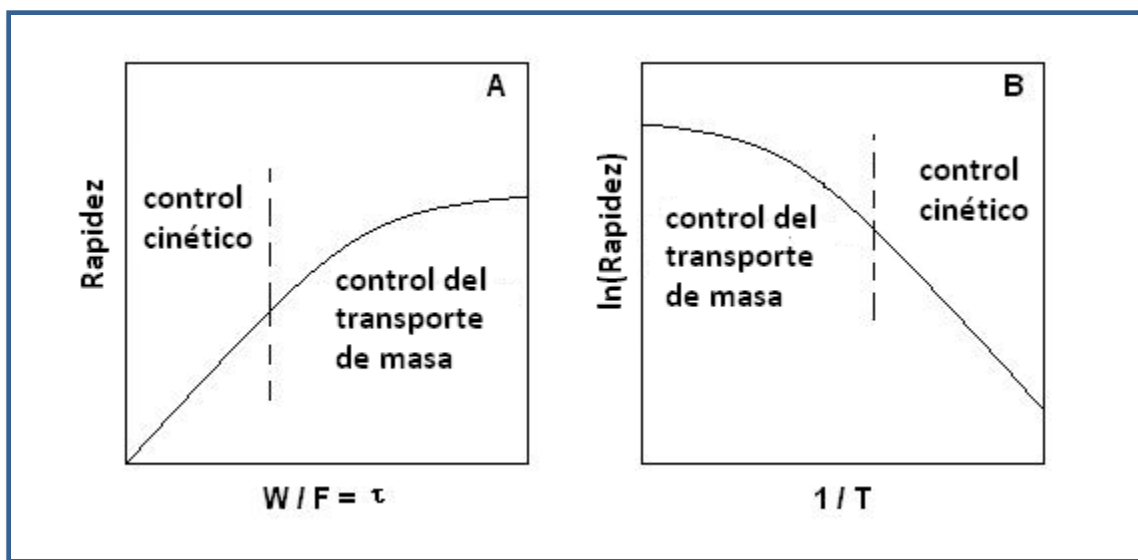 A
Rapidez
control
cinético
control del
transporte
de masa
W / F = τ
B
ln(Rapidez)
control del
transporte
de masa
control
cinético
1 / T